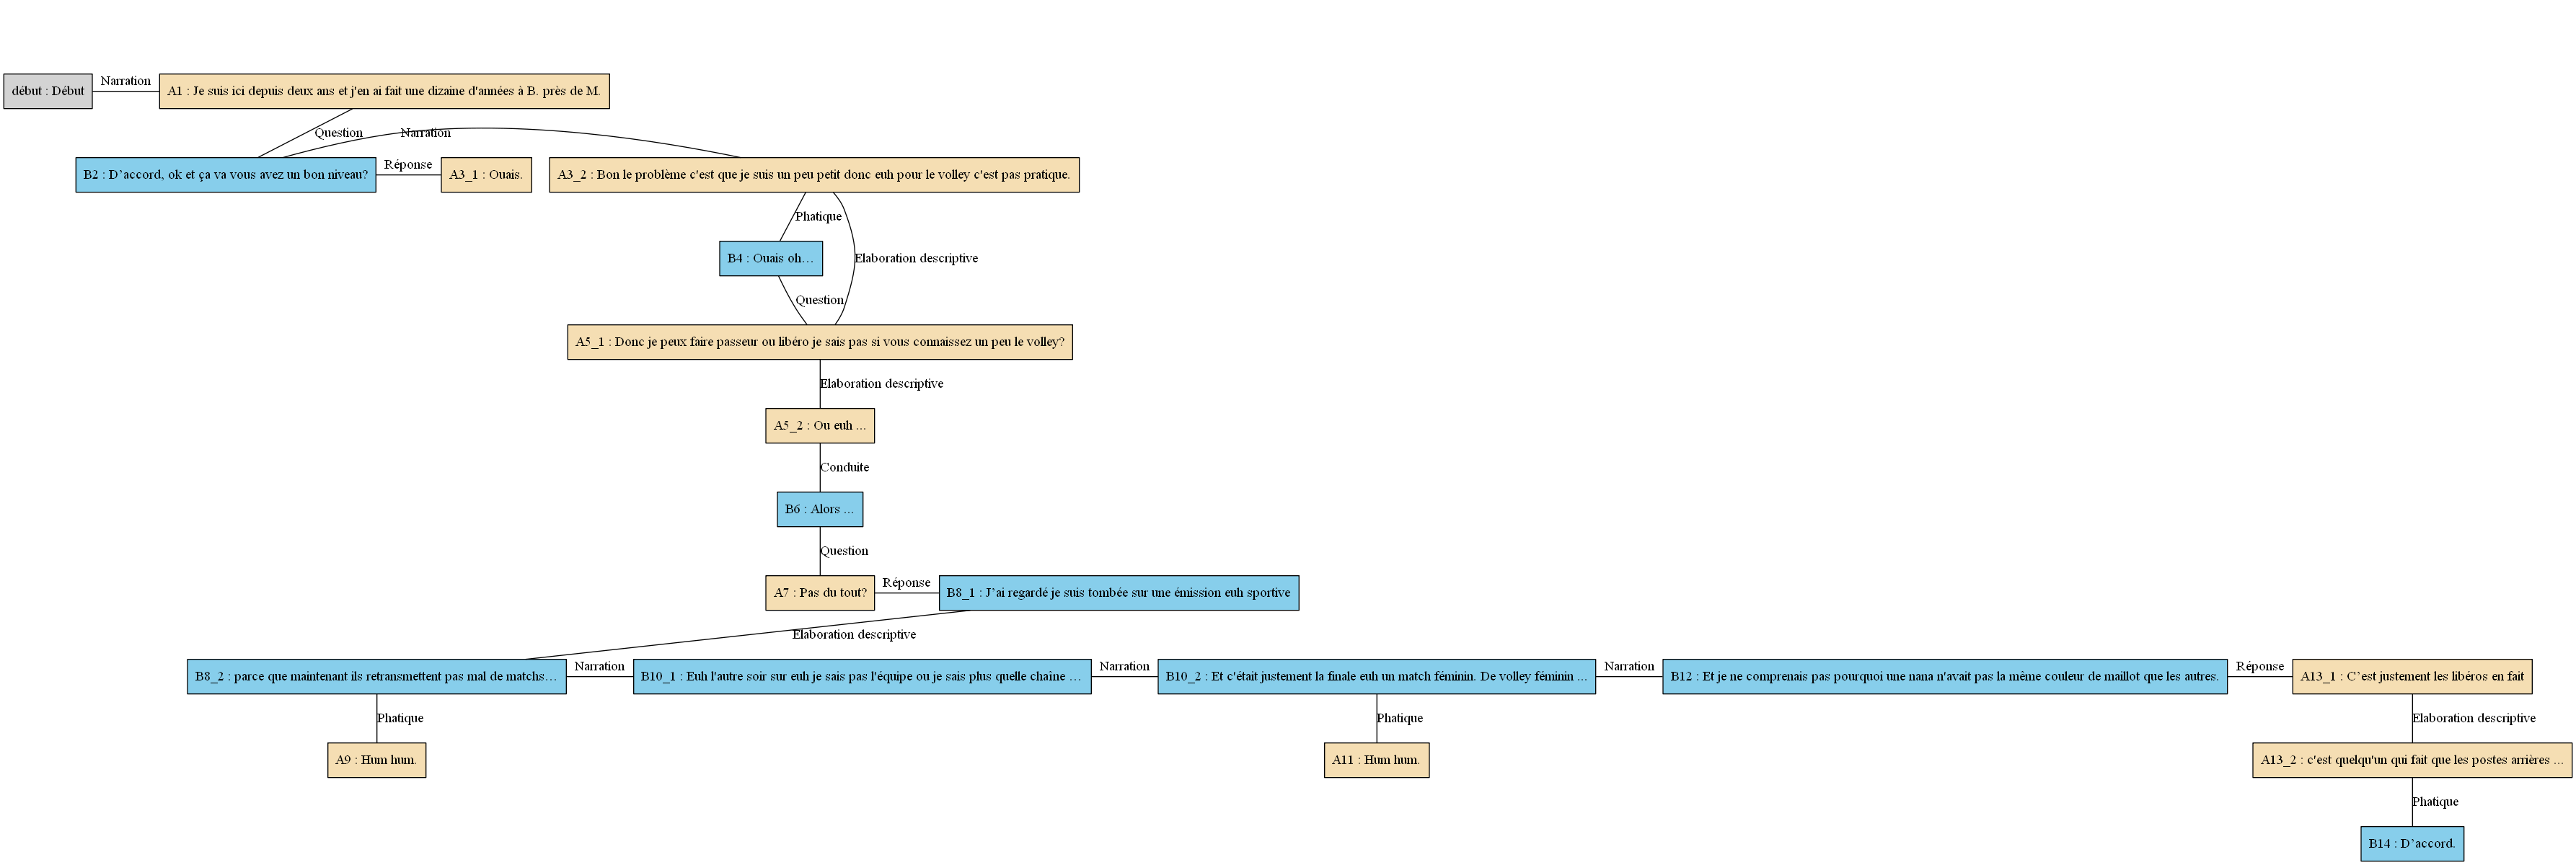 début : Début
Narration
A1 : Je suis ici depuis deux ans et j'en ai fait une dizaine d'années à B. près de M.
Question
Narration
B2 : D’accord, ok et ça va vous avez un bon niveau?
Réponse
A3_1 : Ouais.
A3_2 : Bon le problème c'est que je suis un peu petit donc euh pour le volley c'est pas pratique.
Phatique
B4 : Ouais oh…
Elaboration descriptive
Question
A5_1 : Donc je peux faire passeur ou libéro je sais pas si vous connaissez un peu le volley?
Elaboration descriptive
A5_2 : Ou euh ...
Conduite
B6 : Alors ...
Question
A7 : Pas du tout?
Réponse
B8_1 : J’ai regardé je suis tombée sur une émission euh sportive
Elaboration descriptive
B8_2 : parce que maintenant ils retransmettent pas mal de matchs…
Narration
B10_1 : Euh l'autre soir sur euh je sais pas l'équipe ou je sais plus quelle chaîne …
Narration
B10_2 : Et c'était justement la finale euh un match féminin. De volley féminin ...
Narration
B12 : Et je ne comprenais pas pourquoi une nana n'avait pas la même couleur de maillot que les autres.
Réponse
A13_1 : C’est justement les libéros en fait
Phatique
Phatique
Elaboration descriptive
A9 : Hum hum.
A11 : Hum hum.
A13_2 : c'est quelqu'un qui fait que les postes arrières ...
Phatique
B14 : D’accord.